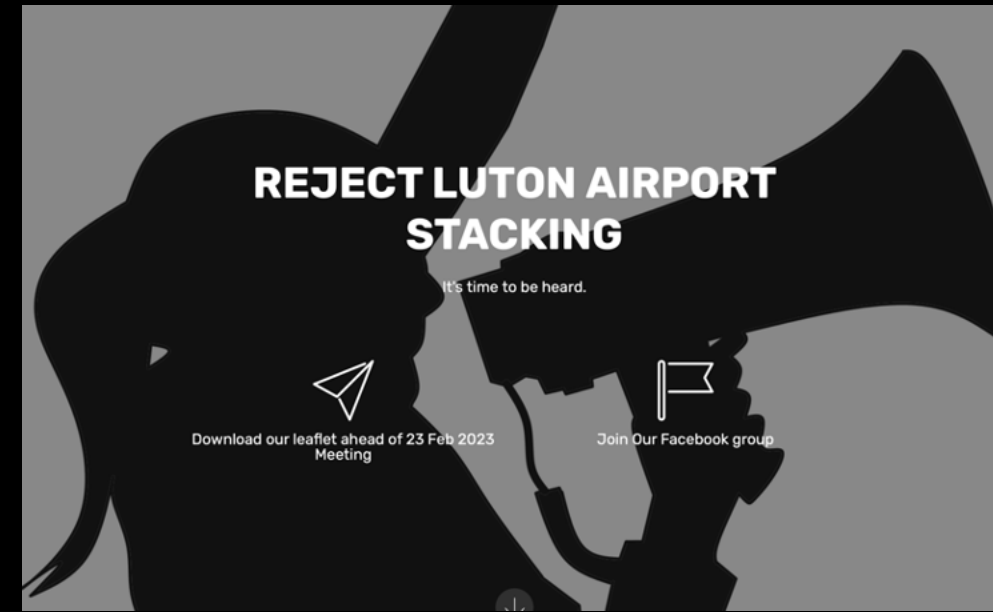 REJECT LUTON AIRPORT
STACKING
It's time to be heard.
Download our leaflet ahead of 23 Feb 2023
Meeting
Join Our Facebook group